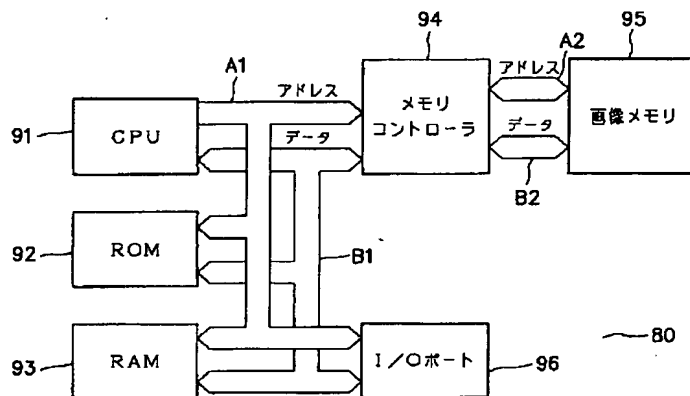 94
95
A1
アドレス
アドレス
A2
91
CPU
データ
メモリ
コントローラ
データ
画像メモリ
B2
92
ROM
B1
93
RAM
I/Oポート
96
80